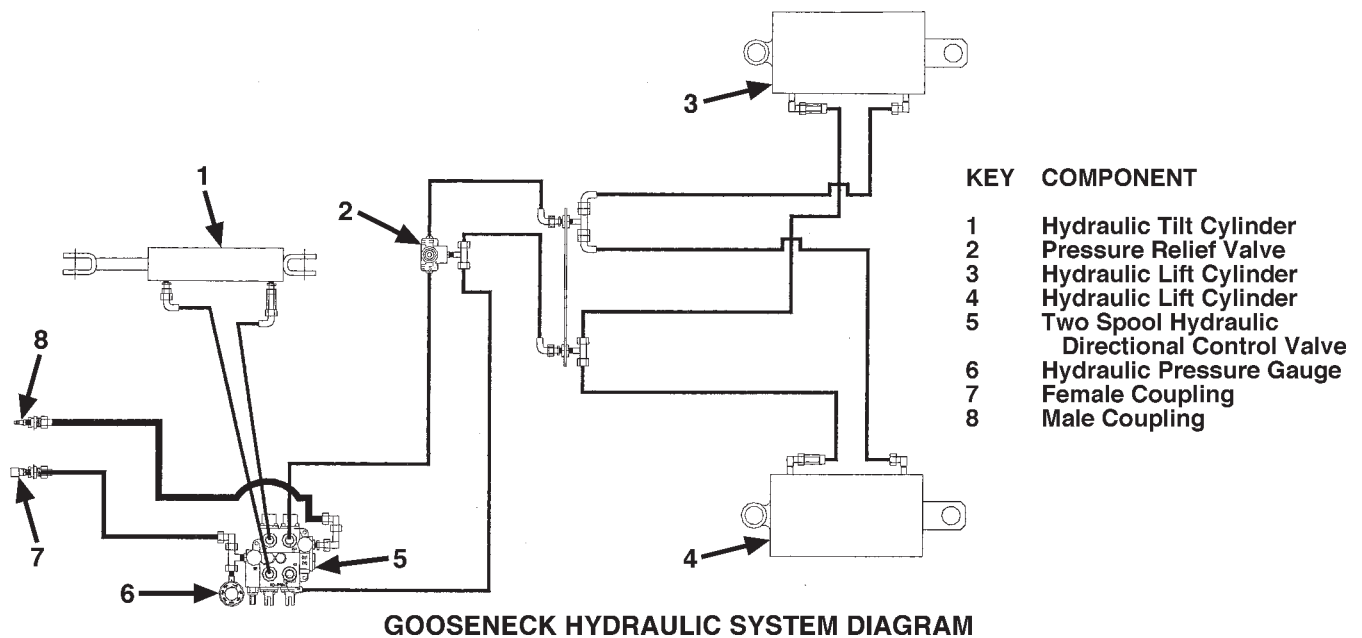 3
1
2
8
7
6
5
4
KEY COMPONENT
1 Hydraulic Tilt Cylinder
2 Pressure Relief Valve
3 Hydraulic Lift Cylinder
4 Hydraulic Lift Cylinder
5 Two Spool Hydraulic
Directional Control Valve
6 Hydraulic Pressure Gauge
7 Female Coupling
8 Male Coupling
GOOSENECK HYDRAULIC SYSTEM DIAGRAM